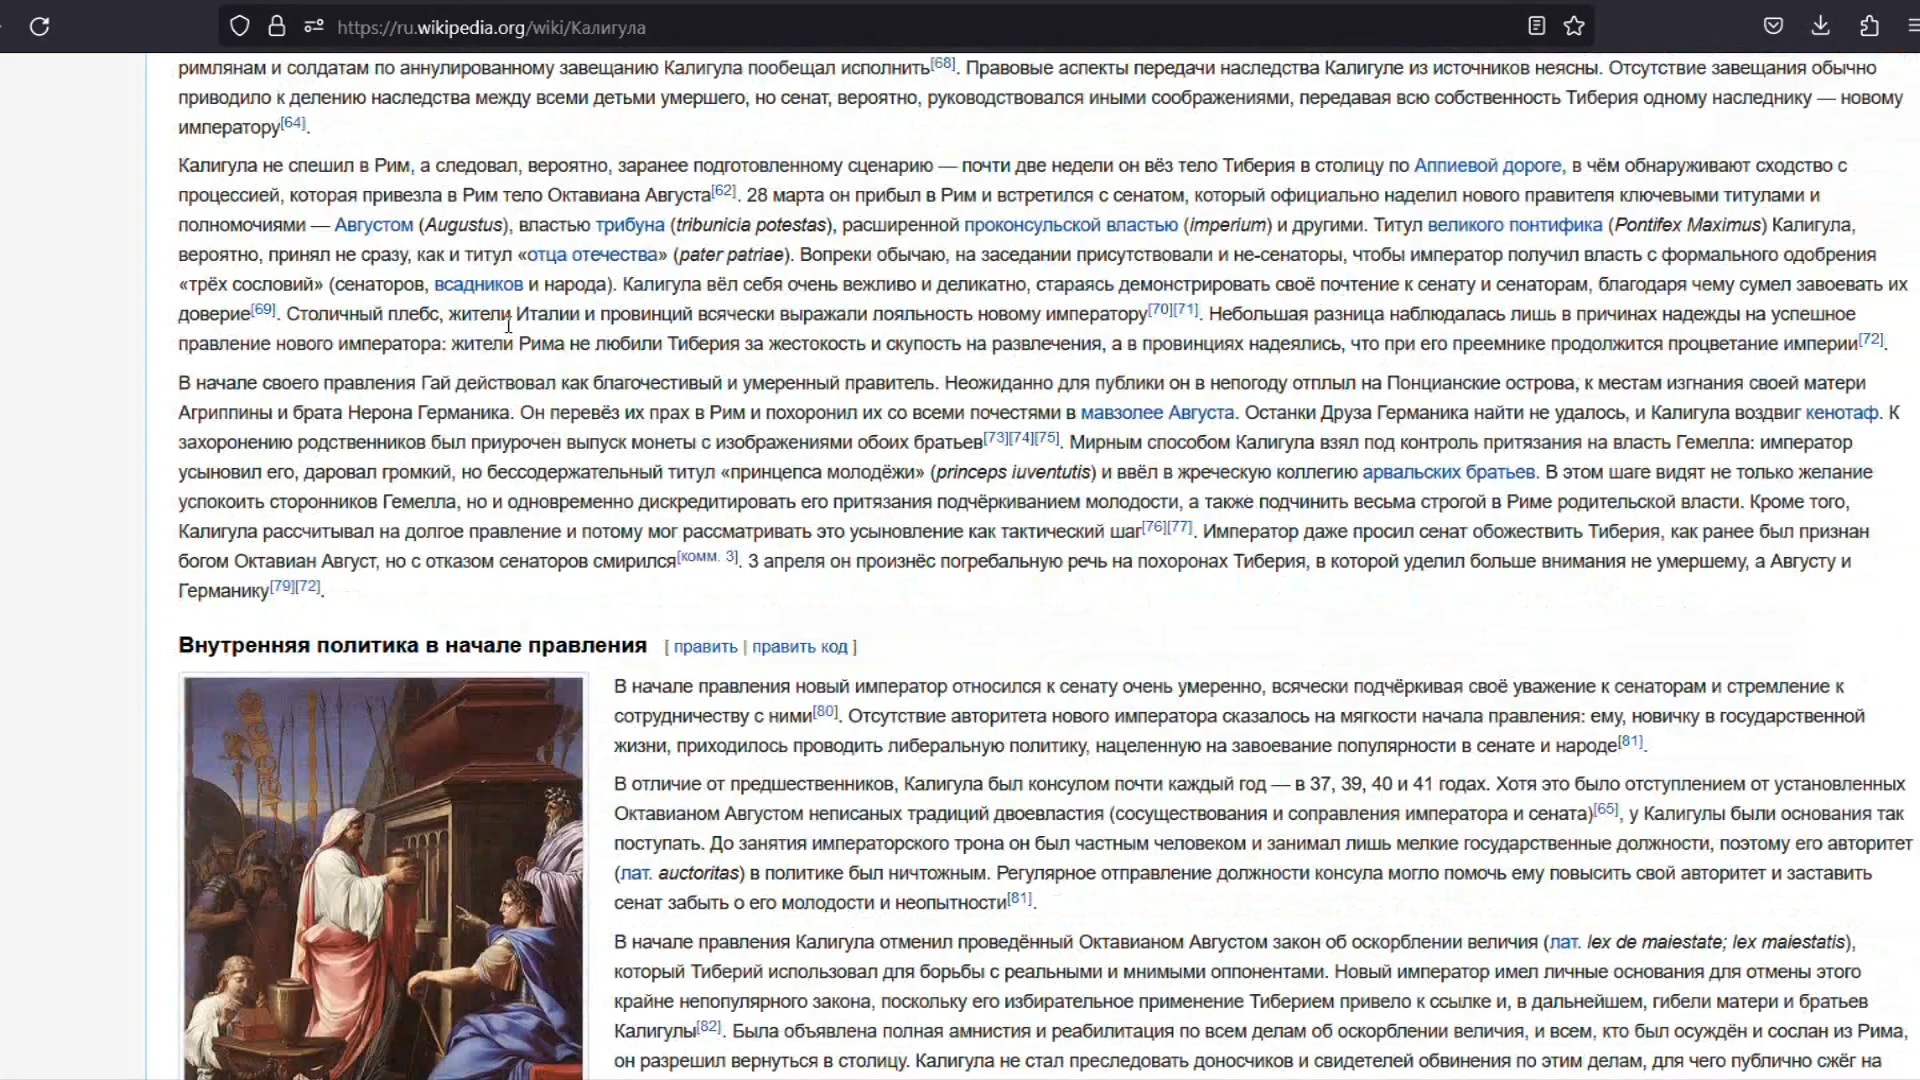 https://ru.wikipedia.org/wiki/Калигула
римлянам и солдатам по аннулированному завещанию Калигула пообещал исполнить[68]. Правовые аспекты передачи наследства Калигуле из источников неясны. Отсутствие завещания обычно
приводило к делению наследства между всеми детьми умершего, но сенат, вероятно, руководствовался иными соображениями, передавая всю собственность Тиберия одному наследнику — новому
императору[64].
Калигула не спешил в Рим, а следовал, вероятно, заранее подготовленному сценарию — почти две недели он вёз тело Тиберия в столицу по Аппиевой дороге, в чём обнаруживают сходство с
процессией, которая привезла в Рим тело Октавиана Августа[62]. 28 марта он прибыл в Рим и встретился с сенатом, который официально наделил нового правителя ключевыми титулами и
полномочиями — Августом (Augustus), властью трибуна (tribunicia potestas), расширенной проконсульской властью (imperium) и другими. Титул великого понтифика (Pontifex Maximus) Калигула,
вероятно, принял не сразу, как и титул «отца отечества» (pater patriae). Вопреки обычаю, на заседании присутствовали и не-сенаторы, чтобы император получил власть с формального одобрения
«трёх сословий» (сенаторов, всадников и народа). Калигула вёл себя очень вежливо и деликатно, стараясь демонстрировать своё почтение к сенату и сенаторам, благодаря чему сумел завоевать их
доверие[69]. Столичный плебс, жители Италии и провинций всячески выражали лояльность новому императору[70][71]. Небольшая разница наблюдалась лишь в причинах надежды на успешное
правление нового императора: жители Рима не любили Тиберия за жестокость и скупость на развлечения, а в провинциях надеялись, что при его преемнике продолжится процветание империи[72].
В начале своего правления Гай действовал как благочестивый и умеренный правитель. Неожиданно для публики он в непогоду отплыл на Понцианские острова, к местам изгнания своей матери
Агриппины и брата Нерона Германика. Он перевёз их прах в Рим и похоронил их со всеми почестями в мавзолее Августа. Останки Друза Германика найти не удалось, и Калигула воздвиг кенотаф. К
захоронению родственников был приурочен выпуск монеты с изображениями обоих братьев[73][74][75]. Мирным способом Калигула взял под контроль притязания на власть Гемелла: император
усыновил его, даровал громкий, но бессодержательный титул «принцепса молодёжи» (princeps iuventutis) и ввёл в жреческую коллегию арвальских братьев. В этом шаге видят не только желание
успокоить сторонников Гемелла, но и одновременно дискредитировать его притязания подчёркиванием молодости, а также подчинить весьма строгой в Риме родительской власти. Кроме того,
Калигула рассчитывал на долгое правление и потому мог рассматривать это усыновление как тактический шаг[76][77]. Император даже просил сенат обожествить Тиберия, как ранее был признан
богом Октавиан Август, но с отказом сенаторов смирился[комм. 3]. 3 апреля он произнёс погребальную речь на похоронах Тиберия, в которой уделил больше внимания не умершему, а Августу и
Германику[79][72].
Внутренняя политика в начале правления [ править | править код ]
В начале правления новый император относился к сенату очень умеренно, всячески подчёркивая своё уважение к сенаторам и стремление к
сотрудничеству с ними[80]. Отсутствие авторитета нового императора сказалось на мягкости начала правления: ему, новичку в государственной
жизни, приходилось проводить либеральную политику, нацеленную на завоевание популярности в сенате и народе[81].
В отличие от предшественников, Калигула был консулом почти каждый год — в 37, 39, 40 и 41 годах. Хотя это было отступлением от установленных
Октавианом Августом неписаных традиций двоевластия (сосуществования и соправления императора и сената)[65], у Калигулы были основания так
поступать. До занятия императорского трона он был частным человеком и занимал лишь мелкие государственные должности, поэтому его авторитет
(лат. auctoritas) в политике был ничтожным. Регулярное отправление должности консула могло помочь ему повысить свой авторитет и заставить
сенат забыть о его молодости и неопытности[81].
В начале правления Калигула отменил проведённый Октавианом Августом закон об оскорблении величия (лат. lex de maiestate; lex maiestatis),
который Тиберий использовал для борьбы с реальными и мнимыми оппонентами. Новый император имел личные основания для отмены этого
крайне непопулярного закона, поскольку его избирательное применение Тиберием привело к ссылке и, в дальнейшем, гибели матери и братьев
Калигулы[82]. Была объявлена полная амнистия и реабилитация по всем делам об оскорблении величия, и всем, кто был осуждён и сослан из Рима,
он разрешил вернуться в столицу. Калигула не стал преследовать доносчиков и свидетелей обвинения по этим делам, для чего публично сжёг на